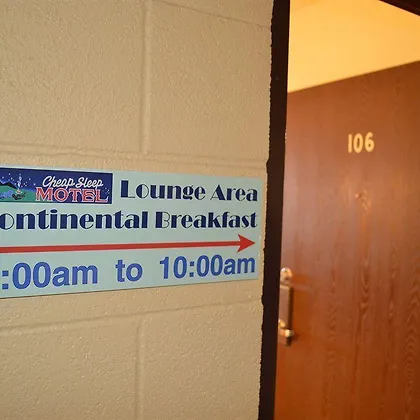 Cheap Sleep
MOTEL
Lounge Area
ontinental Breakfast
:00am to 10:00am
106